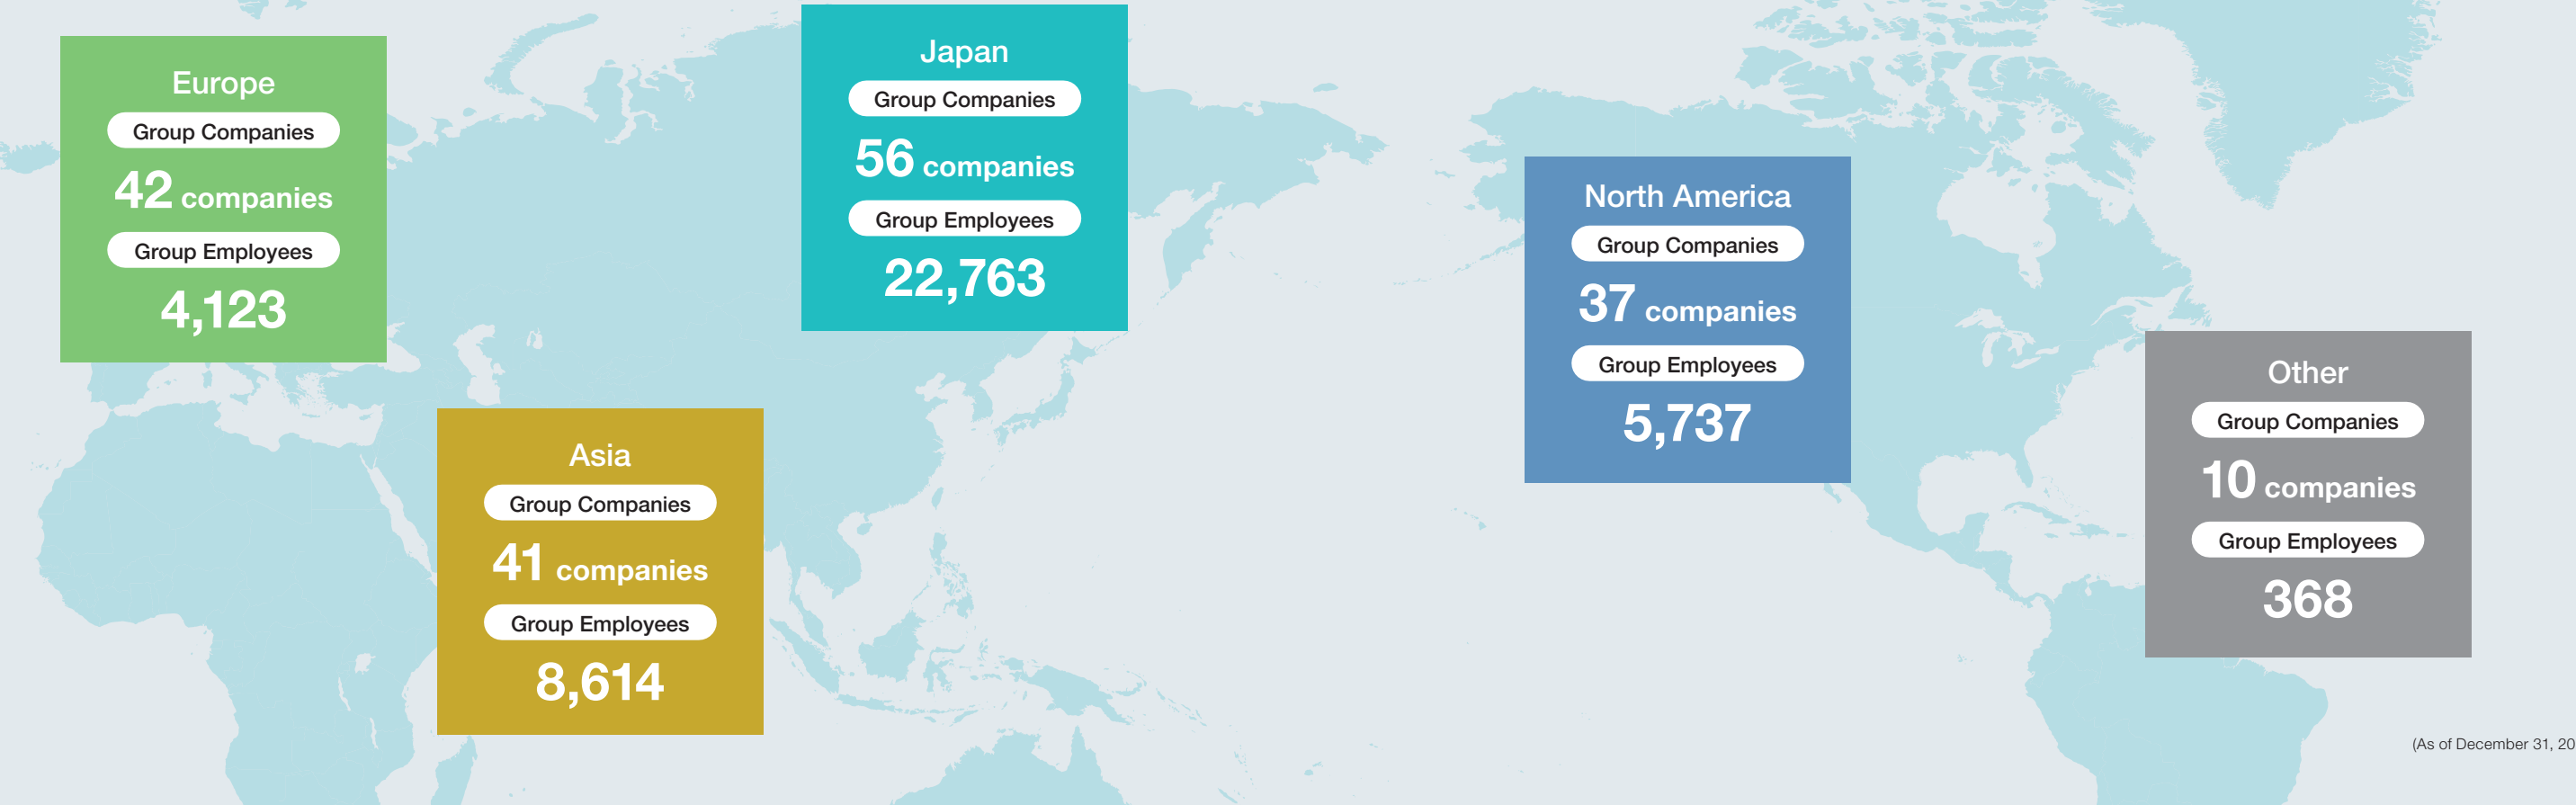 Europe
Group Companies
42 companies
Group Employees
4,123
Japan
Group Companies
56 companies
Group Employees
22,763
Asia
Group Companies
41 companies
Group Employees
8,614
North America
Group Companies
37 companies
Group Employees
5,737
Other
Group Companies
10 companies
Group Employees
368
(As of December 31, 20